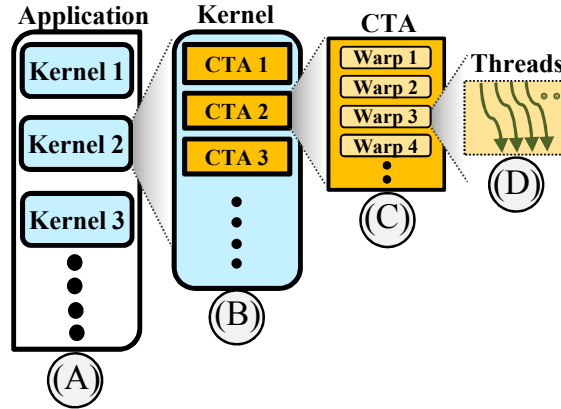 Application
Kernel 1
Kernel 2
Kernel 3
(A)
Kernel
CTA 1
CTA 2
CTA 3
(B)
CTA
Warp 1
Warp 2
Warp 3
Warp 4
(C)
Threads
(D)